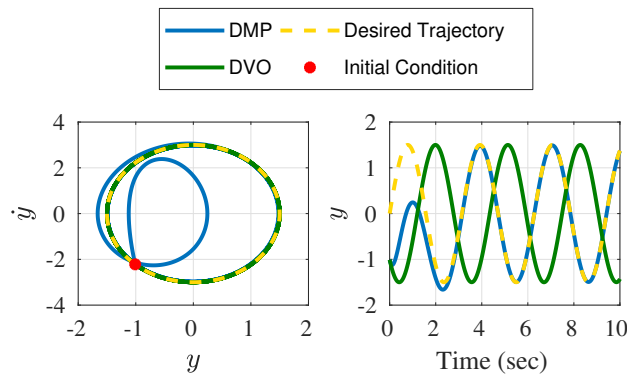 DMP Desired Trajectory
DVO Initial Condition
4
2
0
-2
-4
ẏ
-2 -1 0 1 2
y
2
1
0
-1
-2
y
0 2 4 6 8 10
Time (sec)